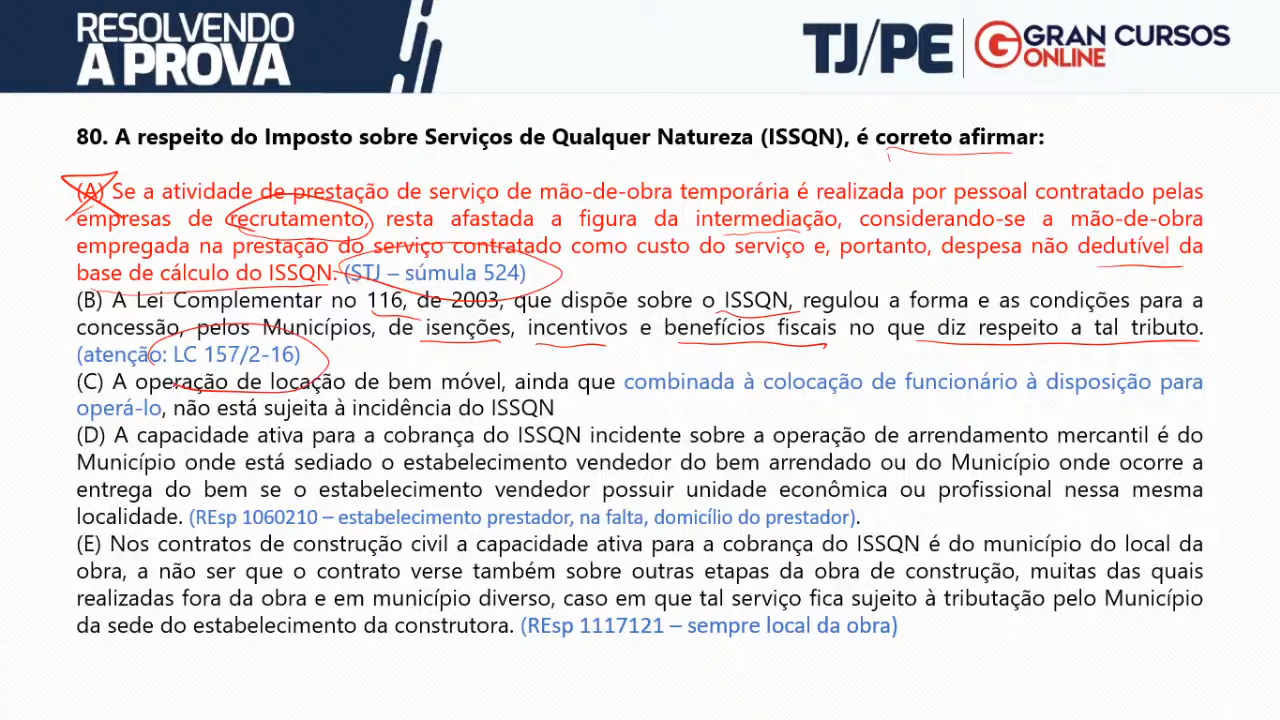 RESOLVENDO
A PROVA
TJ/PE
GRAN CURSOS
ONLINE
80. A respeito do Imposto sobre Serviços de Qualquer Natureza (ISSQN), é correto afirmar:
(A) Se a atividade de prestação de serviço de mão-de-obra temporária é realizada por pessoal contratado pelas
empresas de recrutamento, resta afastada a figura da intermediação, considerando-se a mão-de-obra
empregada na prestação do serviço contratado como custo do serviço e, portanto, despesa não dedutível da
base de cálculo do ISSQN. (STJ – súmula 524)
(B) A Lei Complementar no 116, de 2003, que dispõe sobre o ISSQN, regulou a forma e as condições para a
concessão, pelos Municípios, de isenções, incentivos e benefícios fiscais no que diz respeito a tal tributo.
(atenção: LC 157/2-16)
(C) A operação de locação de bem móvel, ainda que combinada à colocação de funcionário à disposição para
operá-lo, não está sujeita à incidência do ISSQN
(D) A capacidade ativa para a cobrança do ISSQN incidente sobre a operação de arrendamento mercantil é do
Município onde está sediado o estabelecimento vendedor do bem arrendado ou do Município onde ocorre a
entrega do bem se o estabelecimento vendedor possuir unidade econômica ou profissional nessa mesma
localidade. (REsp 1060210 – estabelecimento prestador, na falta, domicílio do prestador).
(E) Nos contratos de construção civil a capacidade ativa para a cobrança do ISSQN é do município do local da
obra, a não ser que o contrato verse também sobre outras etapas da obra de construção, muitas das quais
realizadas fora da obra e em município diverso, caso em que tal serviço fica sujeito à tributação pelo Município
da sede do estabelecimento da construtora. (REsp 1117121 – sempre local da obra)